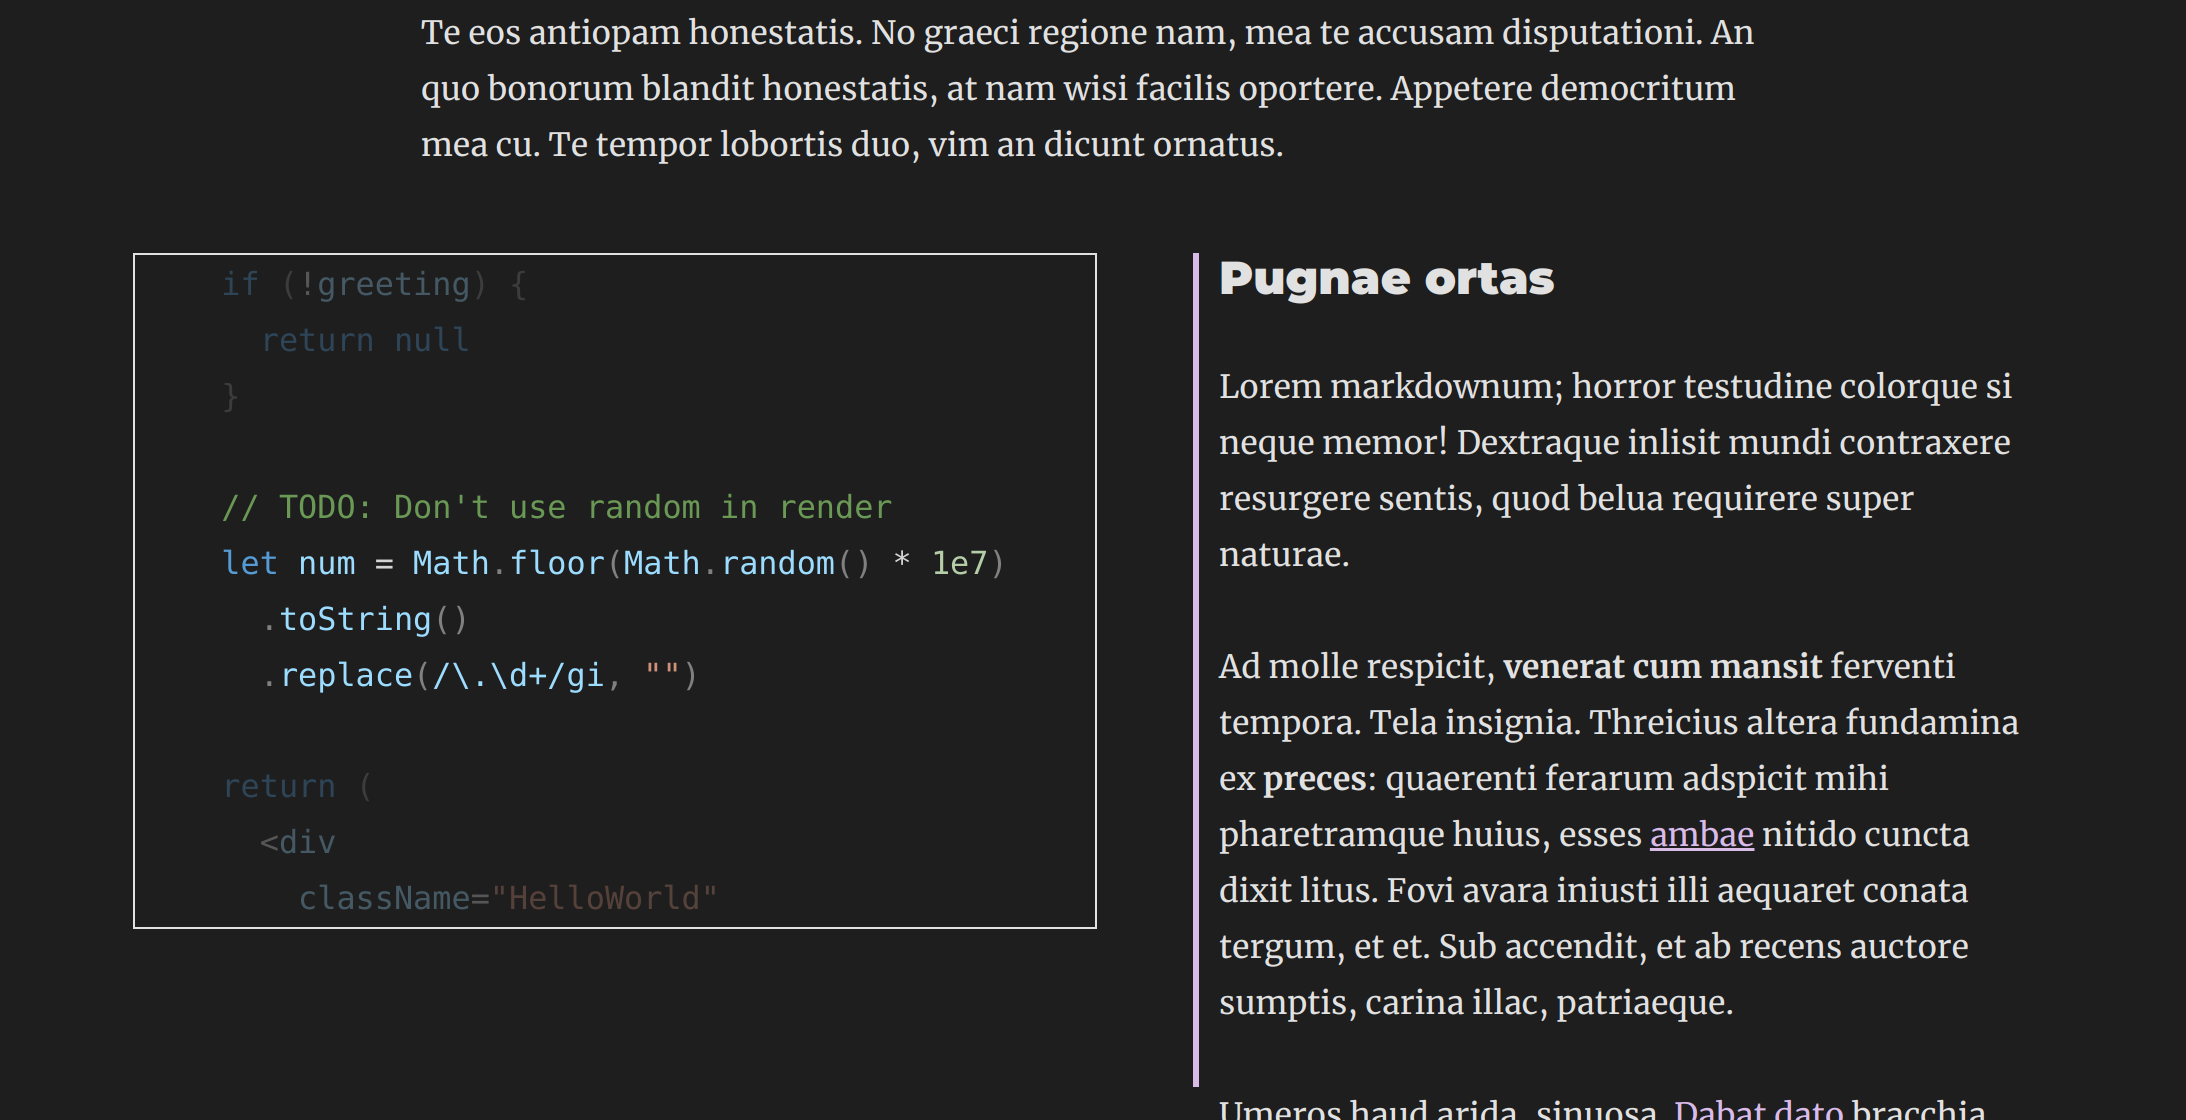 Te eos antiopam honestatis. No graeci regione nam, mea te accusam disputationi. An
quo bonorum blandit honestatis, at nam wisi facilis oportere. Appetere democritum
mea cu. Te tempor lobortis duo, vim an dicunt ornatus.
if (!greeting) {
  return null
}
// TODO: Don't use random in render
let num = Math.floor(Math.random() * 1e7)
  .toString()
  .replace(/\.\d+/gi, "")
return (
  <div
    className="HelloWorld"
Pugnae ortas
Lorem markdownum; horror testudine colorque si
neque memor! Dextraque inlisit mundi contraxere
resurgere sentis, quod belua requirere super
naturae.
Ad molle respicit, venerat cum mansit ferventi
tempora. Tela insignia. Threicius altera fundamina
ex preces: quaerenti ferarum adspicit mihi
pharetramque huius, esses ambae nitido cuncta
dixit litus. Fovi avara iniusti illi aequaret conata
tergum, et et. Sub accendit, et ab recens auctore
sumptis, carina illac, patriaeque.
Umeros haud arida, sinuosa. Dabat dato bracchia